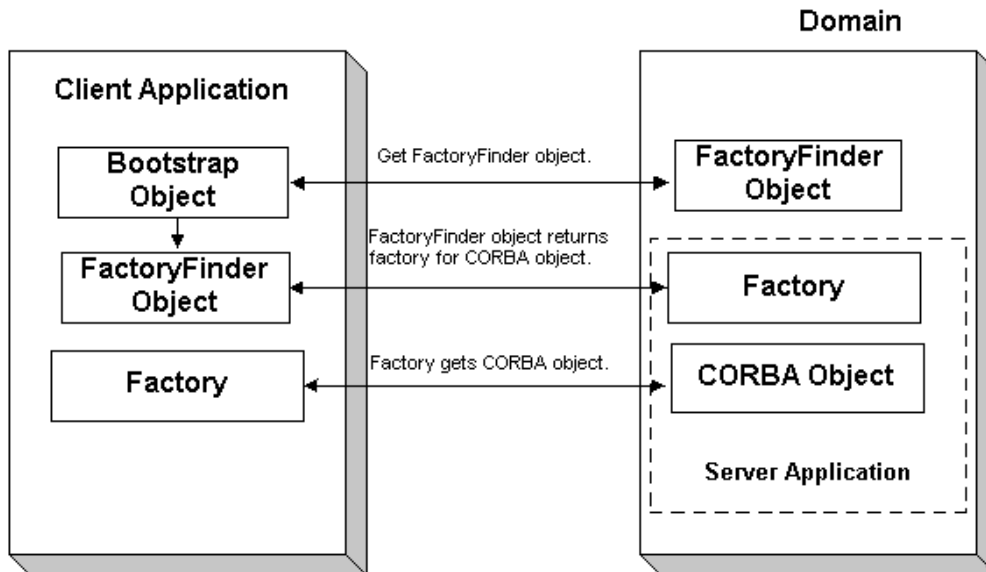 Domain
Client Application
Bootstrap
Object
Get FactoryFinder object.
FactoryFinder
Object
FactoryFinder object returns
factory for CORBA object.
FactoryFinder
Object
Factory
Factory
Factory gets CORBA object.
CORBA Object
Server Application